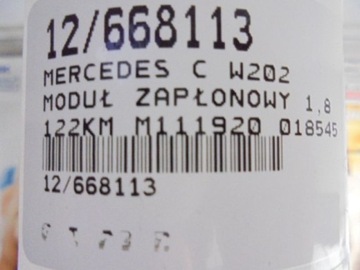 12/668113
MERCEDES C W202
MODUŁ ZAPŁONOWY 1,8
122KM M111920 018545
12/668113